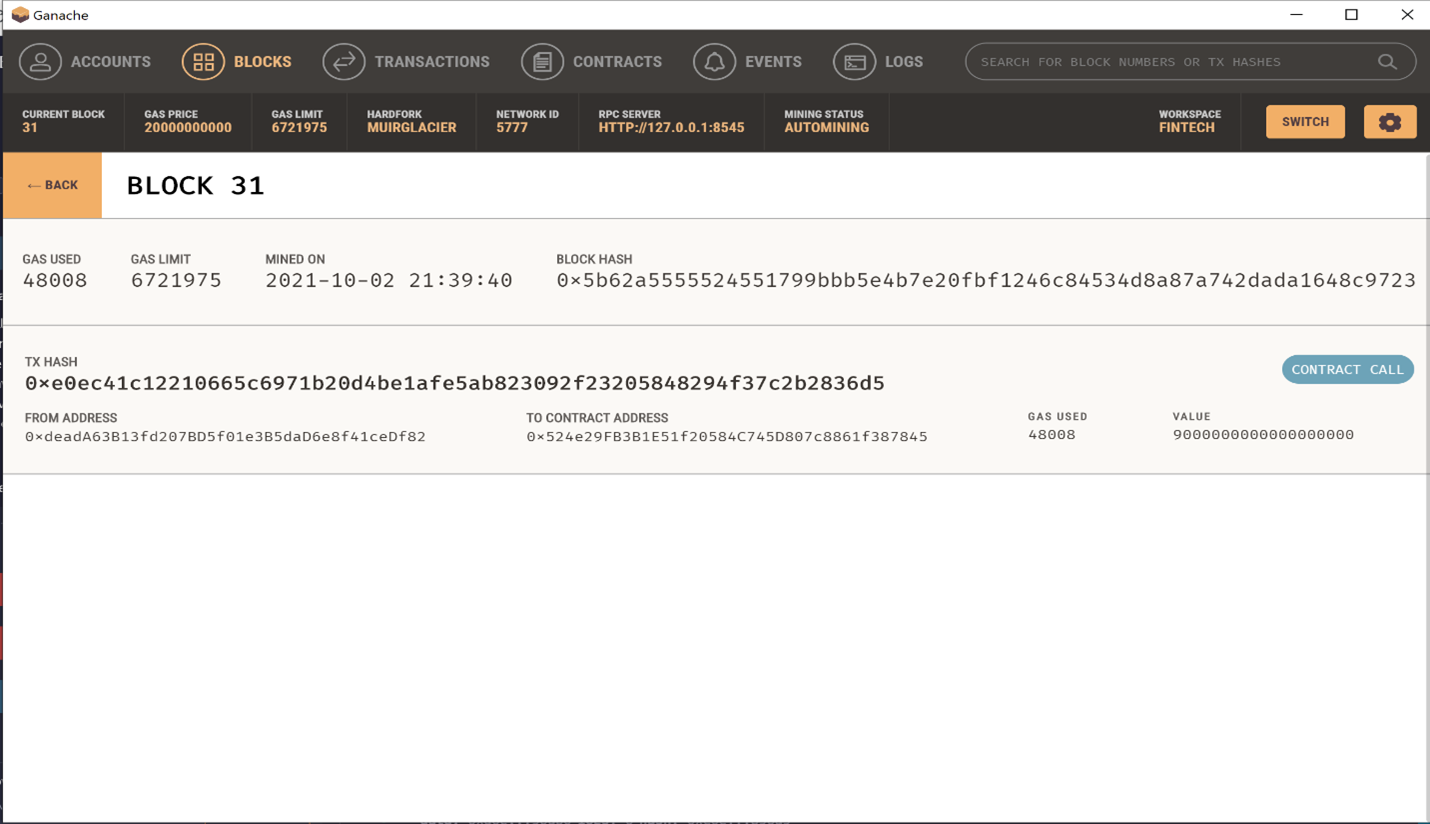 Ganache
ACCOUNTS BLOCKS TRANSACTIONS CONTRACTS EVENTS LOGS SEARCH FOR BLOCK NUMBERS OR TX HASHES
CURRENT BLOCK GAS PRICE GAS LIMIT HARDFORK NETWORK ID RPC SERVER MINING STATUS WORKSPACE
31 20000000000 6721975 MUIRGLACIER 5777 HTTP://127.0.0.1:8545 AUTOMINING FINTECH SWITCH
← BACK BLOCK 31
GAS USED GAS LIMIT MINED ON BLOCK HASH
48008 6721975 2021-10-02 21:39:40 0×5b62a5555524551799bbb5e4b7e20fbf1246c84534d8a87a742dada1648c9723
TX HASH
0×e0ec41c12210665c6971b20d4be1afe5ab823092f23205848294f37c2b2836d5 CONTRACT CALL
FROM ADDRESS TO CONTRACT ADDRESS GAS USED VALUE
0×deadA63B13fd207BD5f01e3B5daD6e8f41ceDf82 0×524e29FB3B1E51f20584C745D807c8861f387845 48008 9000000000000000000